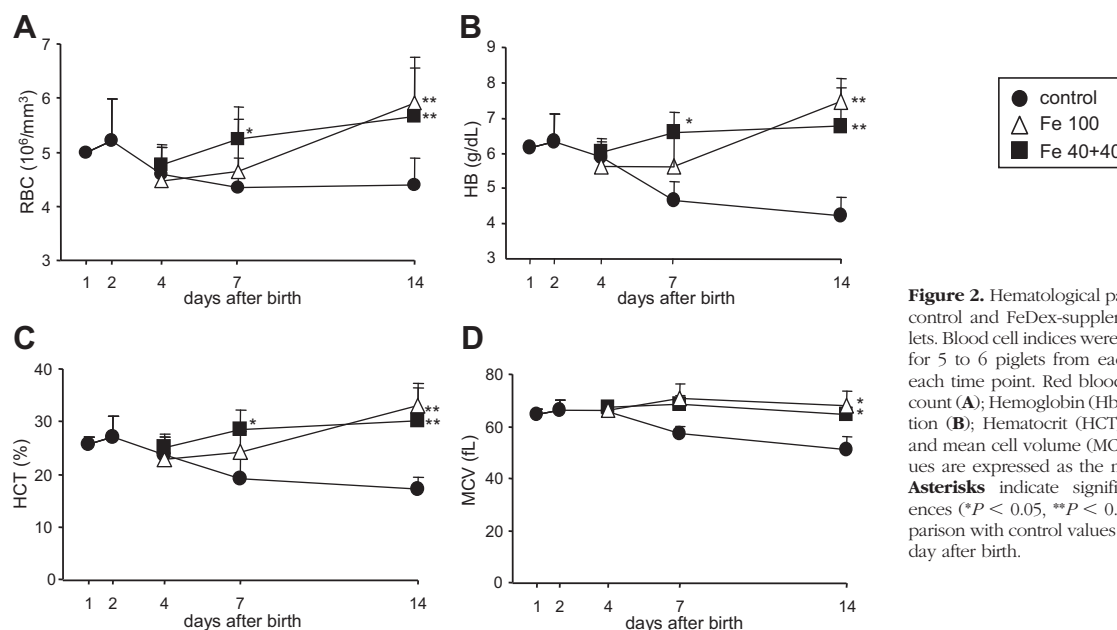 A
7
6
5
4
3
RBC (10⁶/mm³)
*
**
**
1 2 4 7 14
days after birth
B
9
8
7
6
5
4
3
HB (g/dL)
*
**
**
1 2 4 7 14
days after birth
control
Fe 100
Fe 40+40
C
40
30
20
10
0
HCT (%)
*
**
**
1 2 4 7 14
days after birth
D
80
60
40
20
0
MCV (fL)
*
*
1 2 4 7 14
days after birth
Figure 2. Hematological
control and FeDex-supplem
lets. Blood cell indices were
for 5 to 6 piglets from
each time point. Red blood
count (A); Hemoglobin (Hb
tion (B); Hematocrit (HCT
and mean cell volume (MC
ues are expressed as the
Asterisks indicate signifi
ences (*P < 0.05, **P < 0.
parison with control values
day after birth.